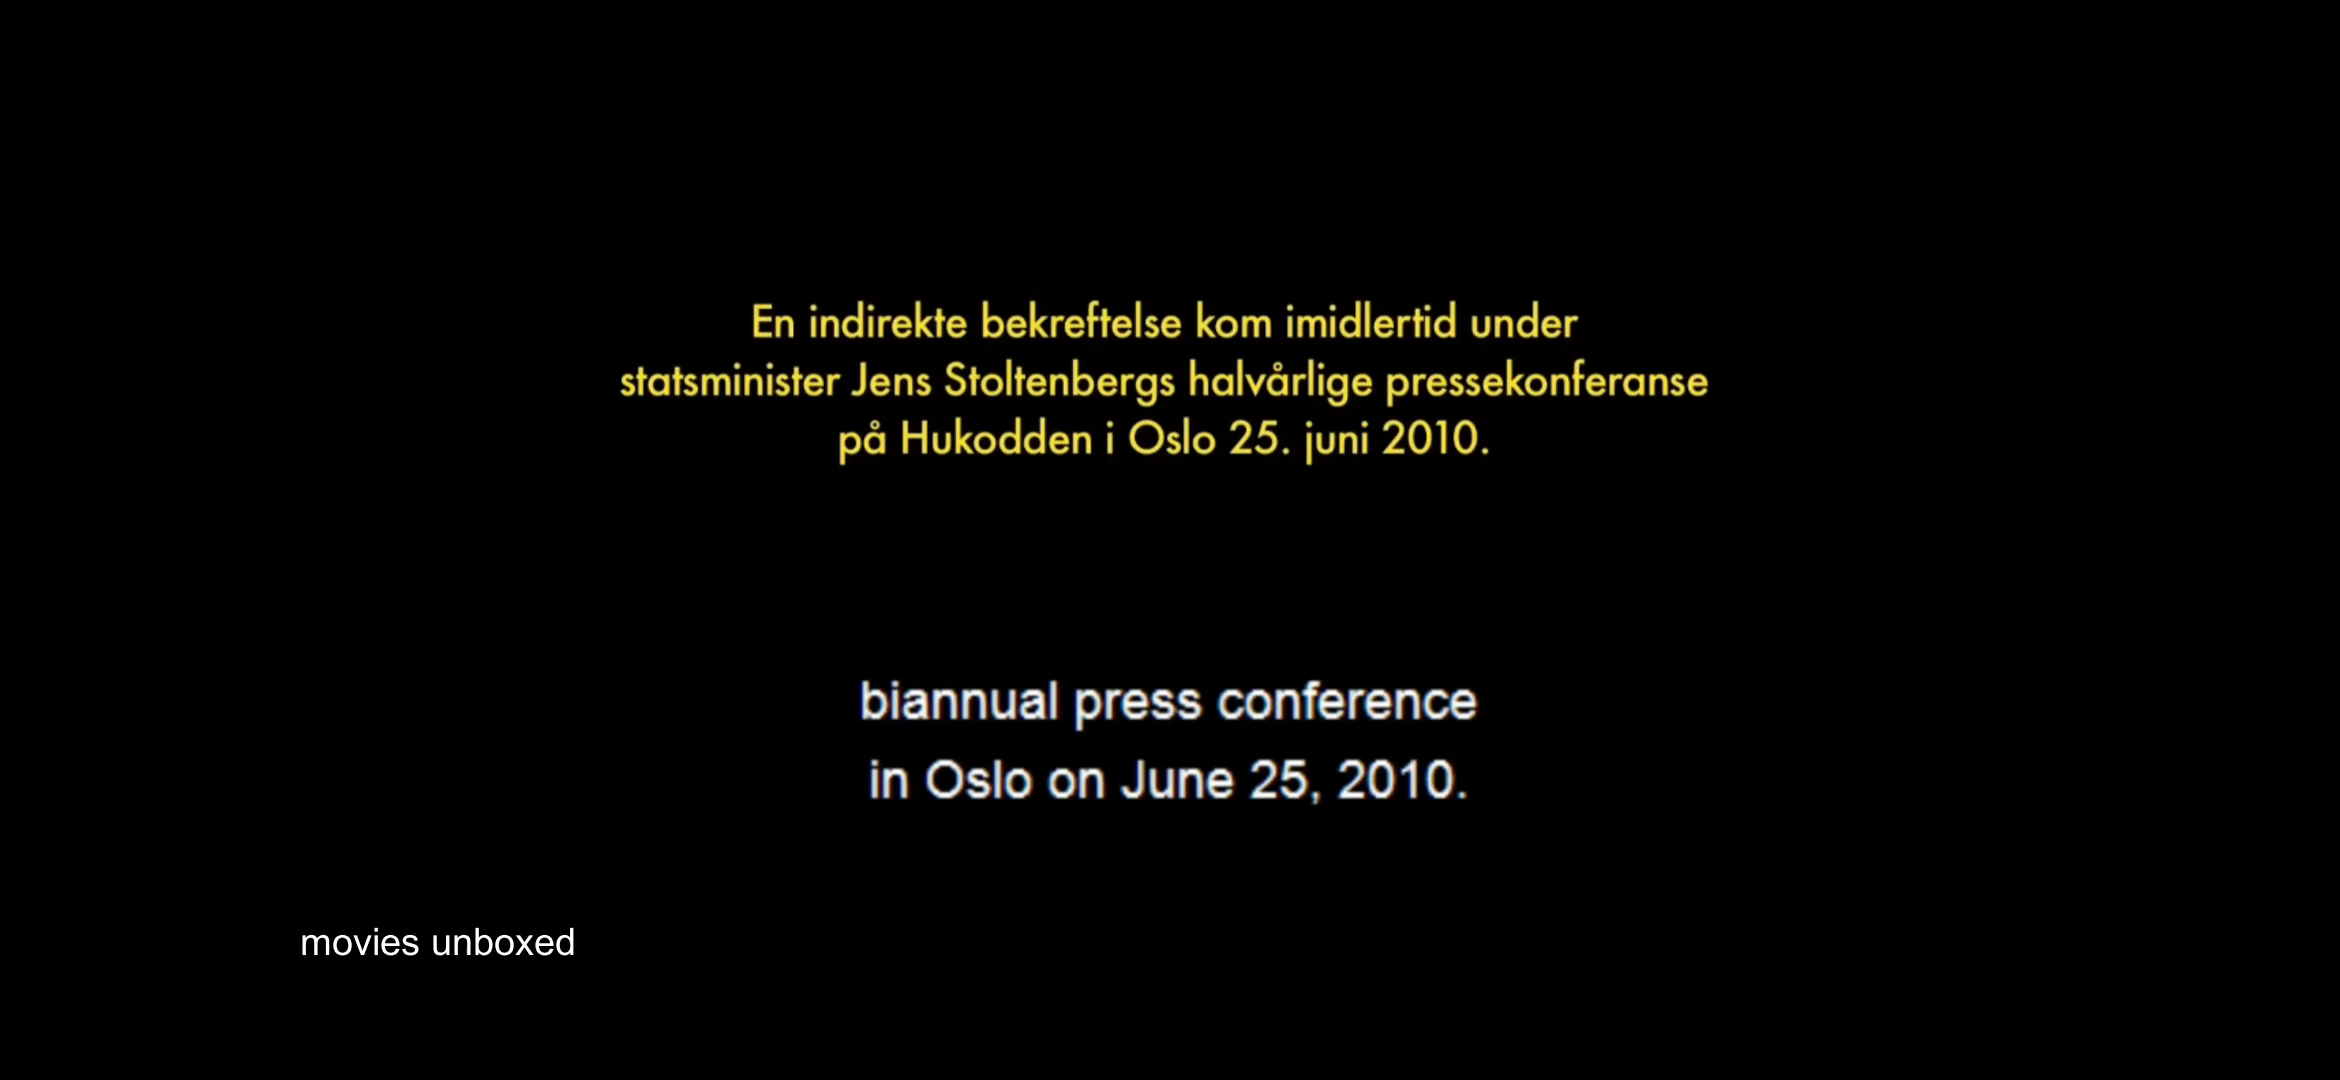 En indirekte bekreftelse kom imidlertid under
statsminister Jens Stoltenbergs halvårlige pressekonferanse
på Hukodden i Oslo 25. juni 2010.
biannual press conference
in Oslo on June 25, 2010.
movies unboxed